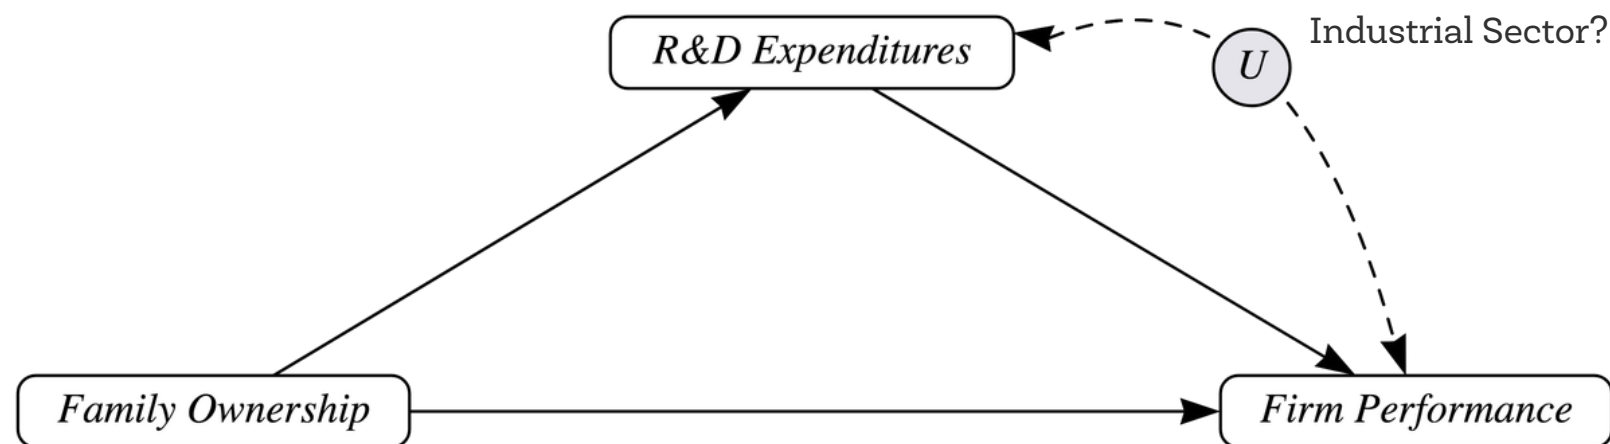 R&D Expenditures
U
Industrial Sector?
Family Ownership
Firm Performance